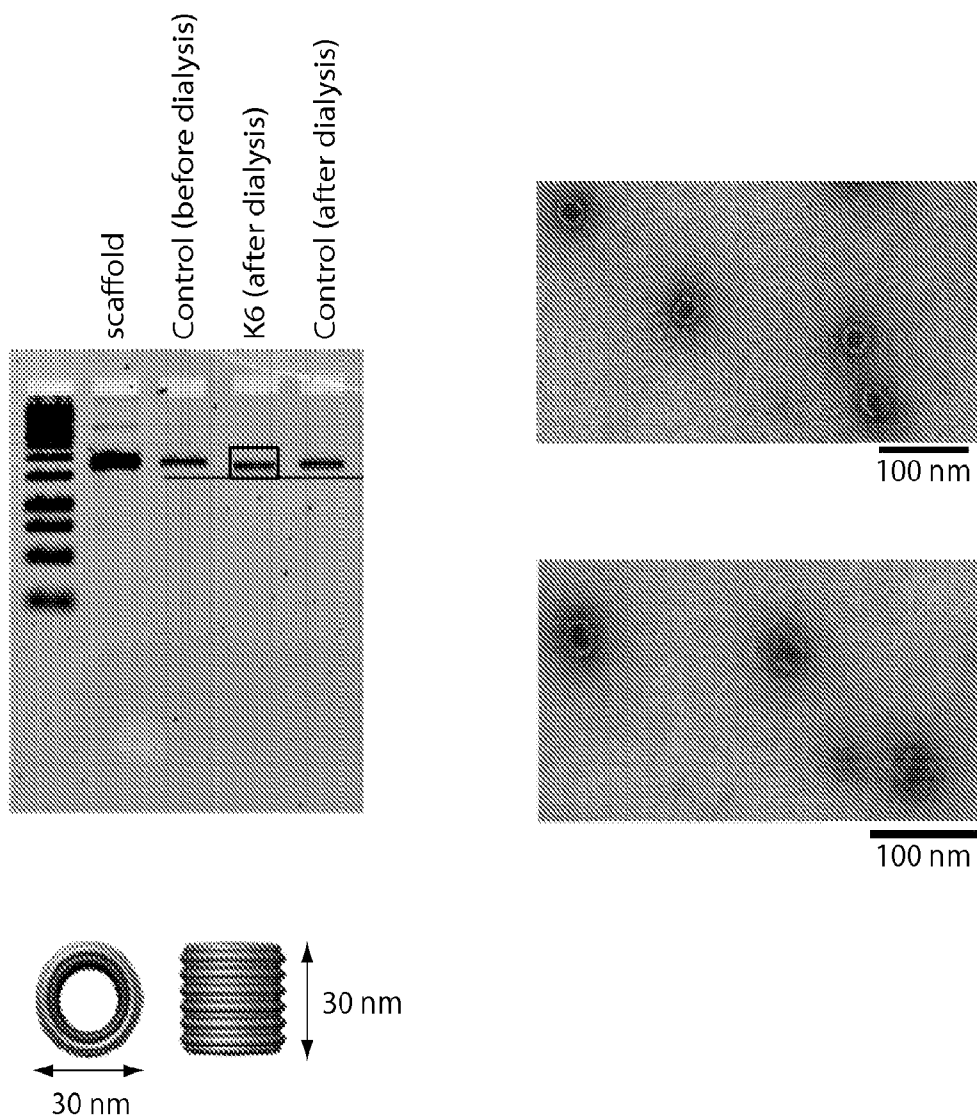 scaffold
Control (before dialysis)
K6 (after dialysis)
Control (after dialysis)
100 nm
100 nm
30 nm
30 nm